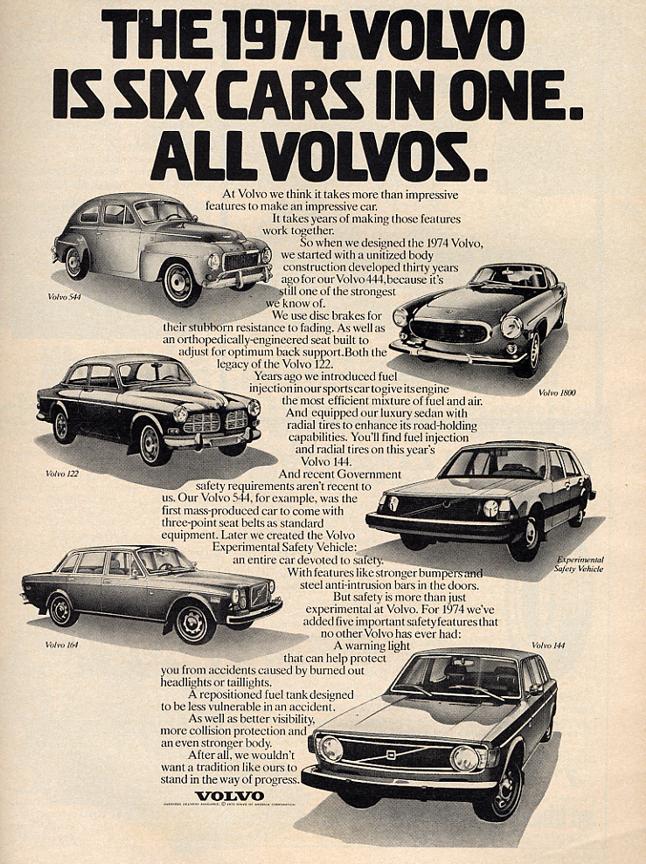 THE 1974 VOLVO
IS SIX CARS IN ONE.
ALL VOLVOS.
At Volvo we think it takes more than impressive
features to make an impressive car.
It takes years of making those features
work together.
So when we designed the 1974 Volvo,
we started with a unitized body
construction developed thirty years
ago for our Volvo 444, because it's
still one of the strongest
we know of.
Volvo 544
We use disc brakes for
their stubborn resistance to fading. As well as
an orthopedically-engineered seat built to
adjust for optimum back support. Both the
legacy of the Volvo 122.
Volvo 1800
Years ago we introduced fuel
injection in our sports car to give its engine
the most efficient mixture of fuel and air.
And equipped our luxury sedan with
radial tires to enhance its road-holding
capabilities. You'll find fuel injection
and radial tires on this year's
Volvo 144.
Volvo 122
And recent Government
safety requirements aren't recent to
us. Our Volvo 544, for example, was the
first mass-produced car to come with
three-point seat belts as standard
equipment. Later we created the Volvo
Experimental Safety Vehicle:
an entire car devoted to safety.
Experimental
Safety Vehicle
With features like stronger bumpers and
steel anti-intrusion bars in the doors.
But safety is more than just
experimental at Volvo. For 1974 we've
added five important safety features that
no other Volvo has ever had:
Volvo 164
A warning light
Volvo 144
that can help protect
you from accidents caused by burned out
headlights or taillights.
A repositioned fuel tank designed
to be less vulnerable in an accident.
As well as better visibility,
more collision protection and
an even stronger body.
After all, we wouldn't
want a tradition like ours to
stand in the way of progress.
VOLVO